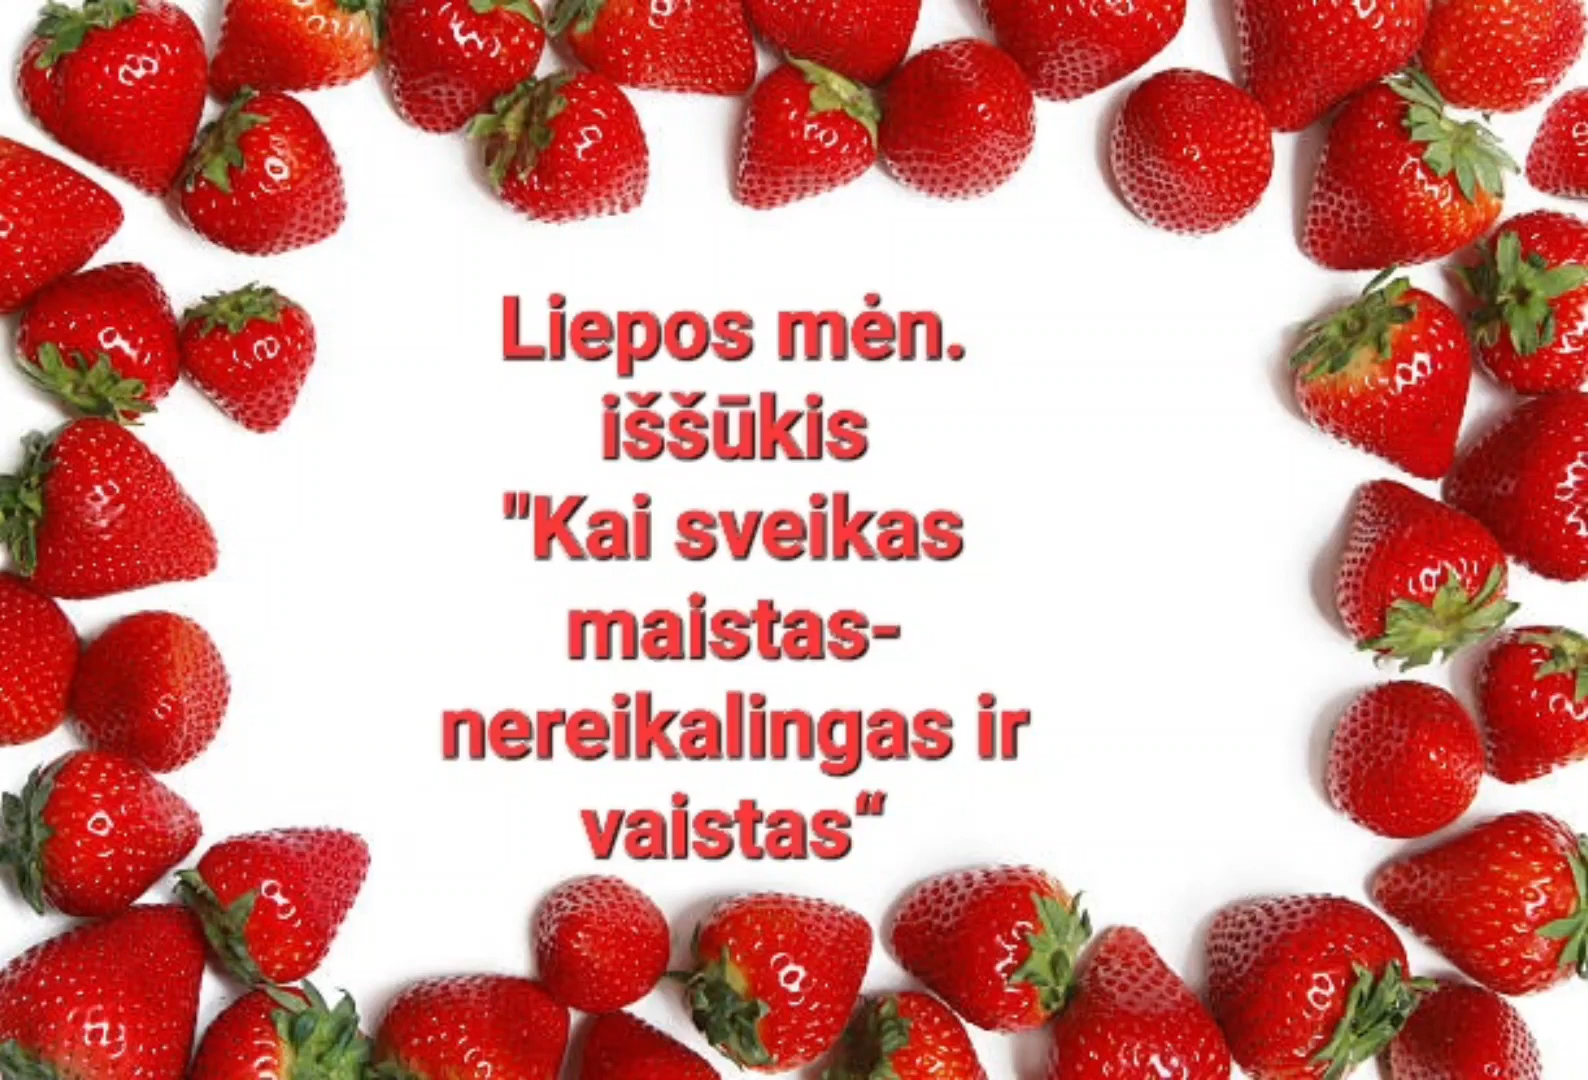 Liepos mėn.
iššūkis
"Kai sveikas
maistas-
nereikalingas ir
vaistas“